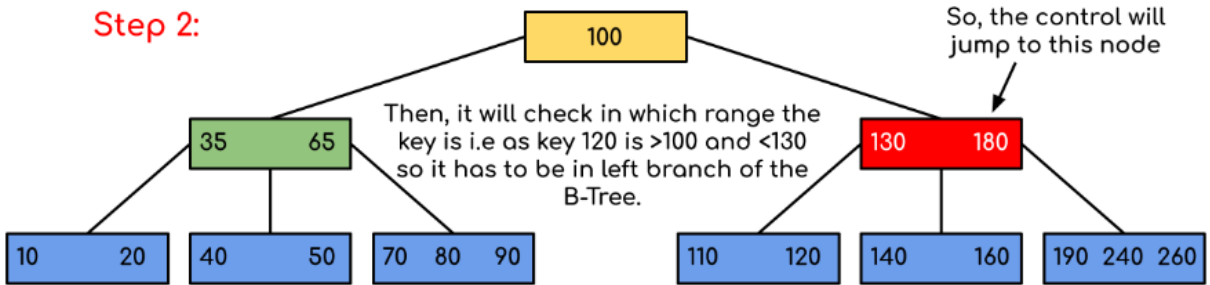 Step 2:
100
So, the control will
jump to this node
Then, it will check in which range the
key is i.e as key 120 is >100 and <130
so it has to be in left branch of the
B-Tree.
35 65
130 180
10 20
40 50
70 80 90
110 120
140 160
190 240 260